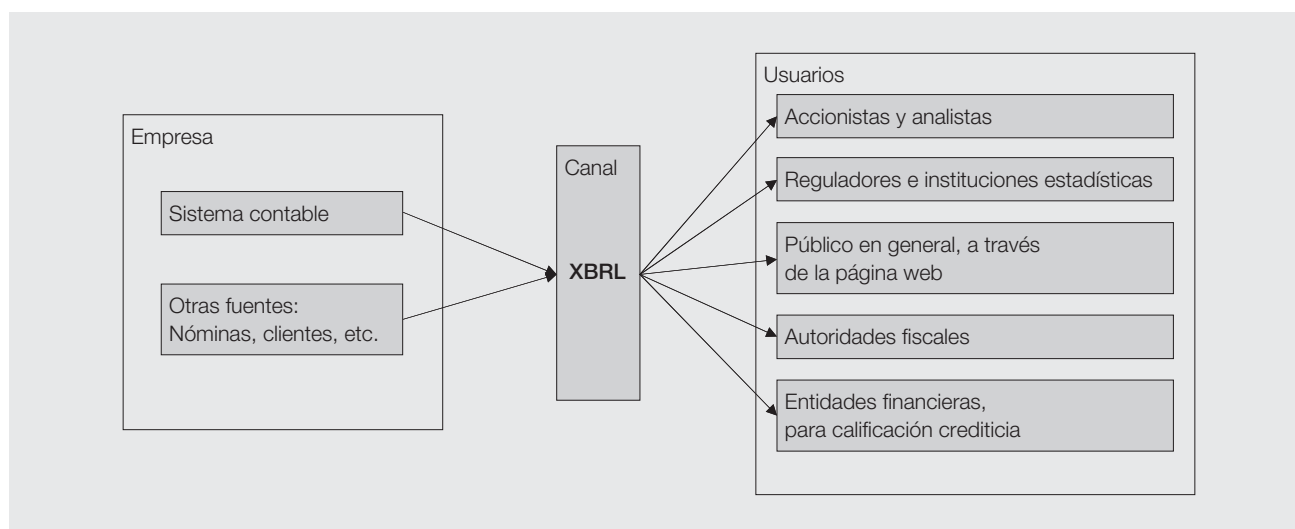 Empresa
Sistema contable
Otras fuentes:
Nóminas, clientes, etc.
Canal
XBRL
Usuarios
Accionistas y analistas
Reguladores e instituciones estadísticas
Público en general, a través
de la página web
Autoridades fiscales
Entidades financieras,
para calificación crediticia